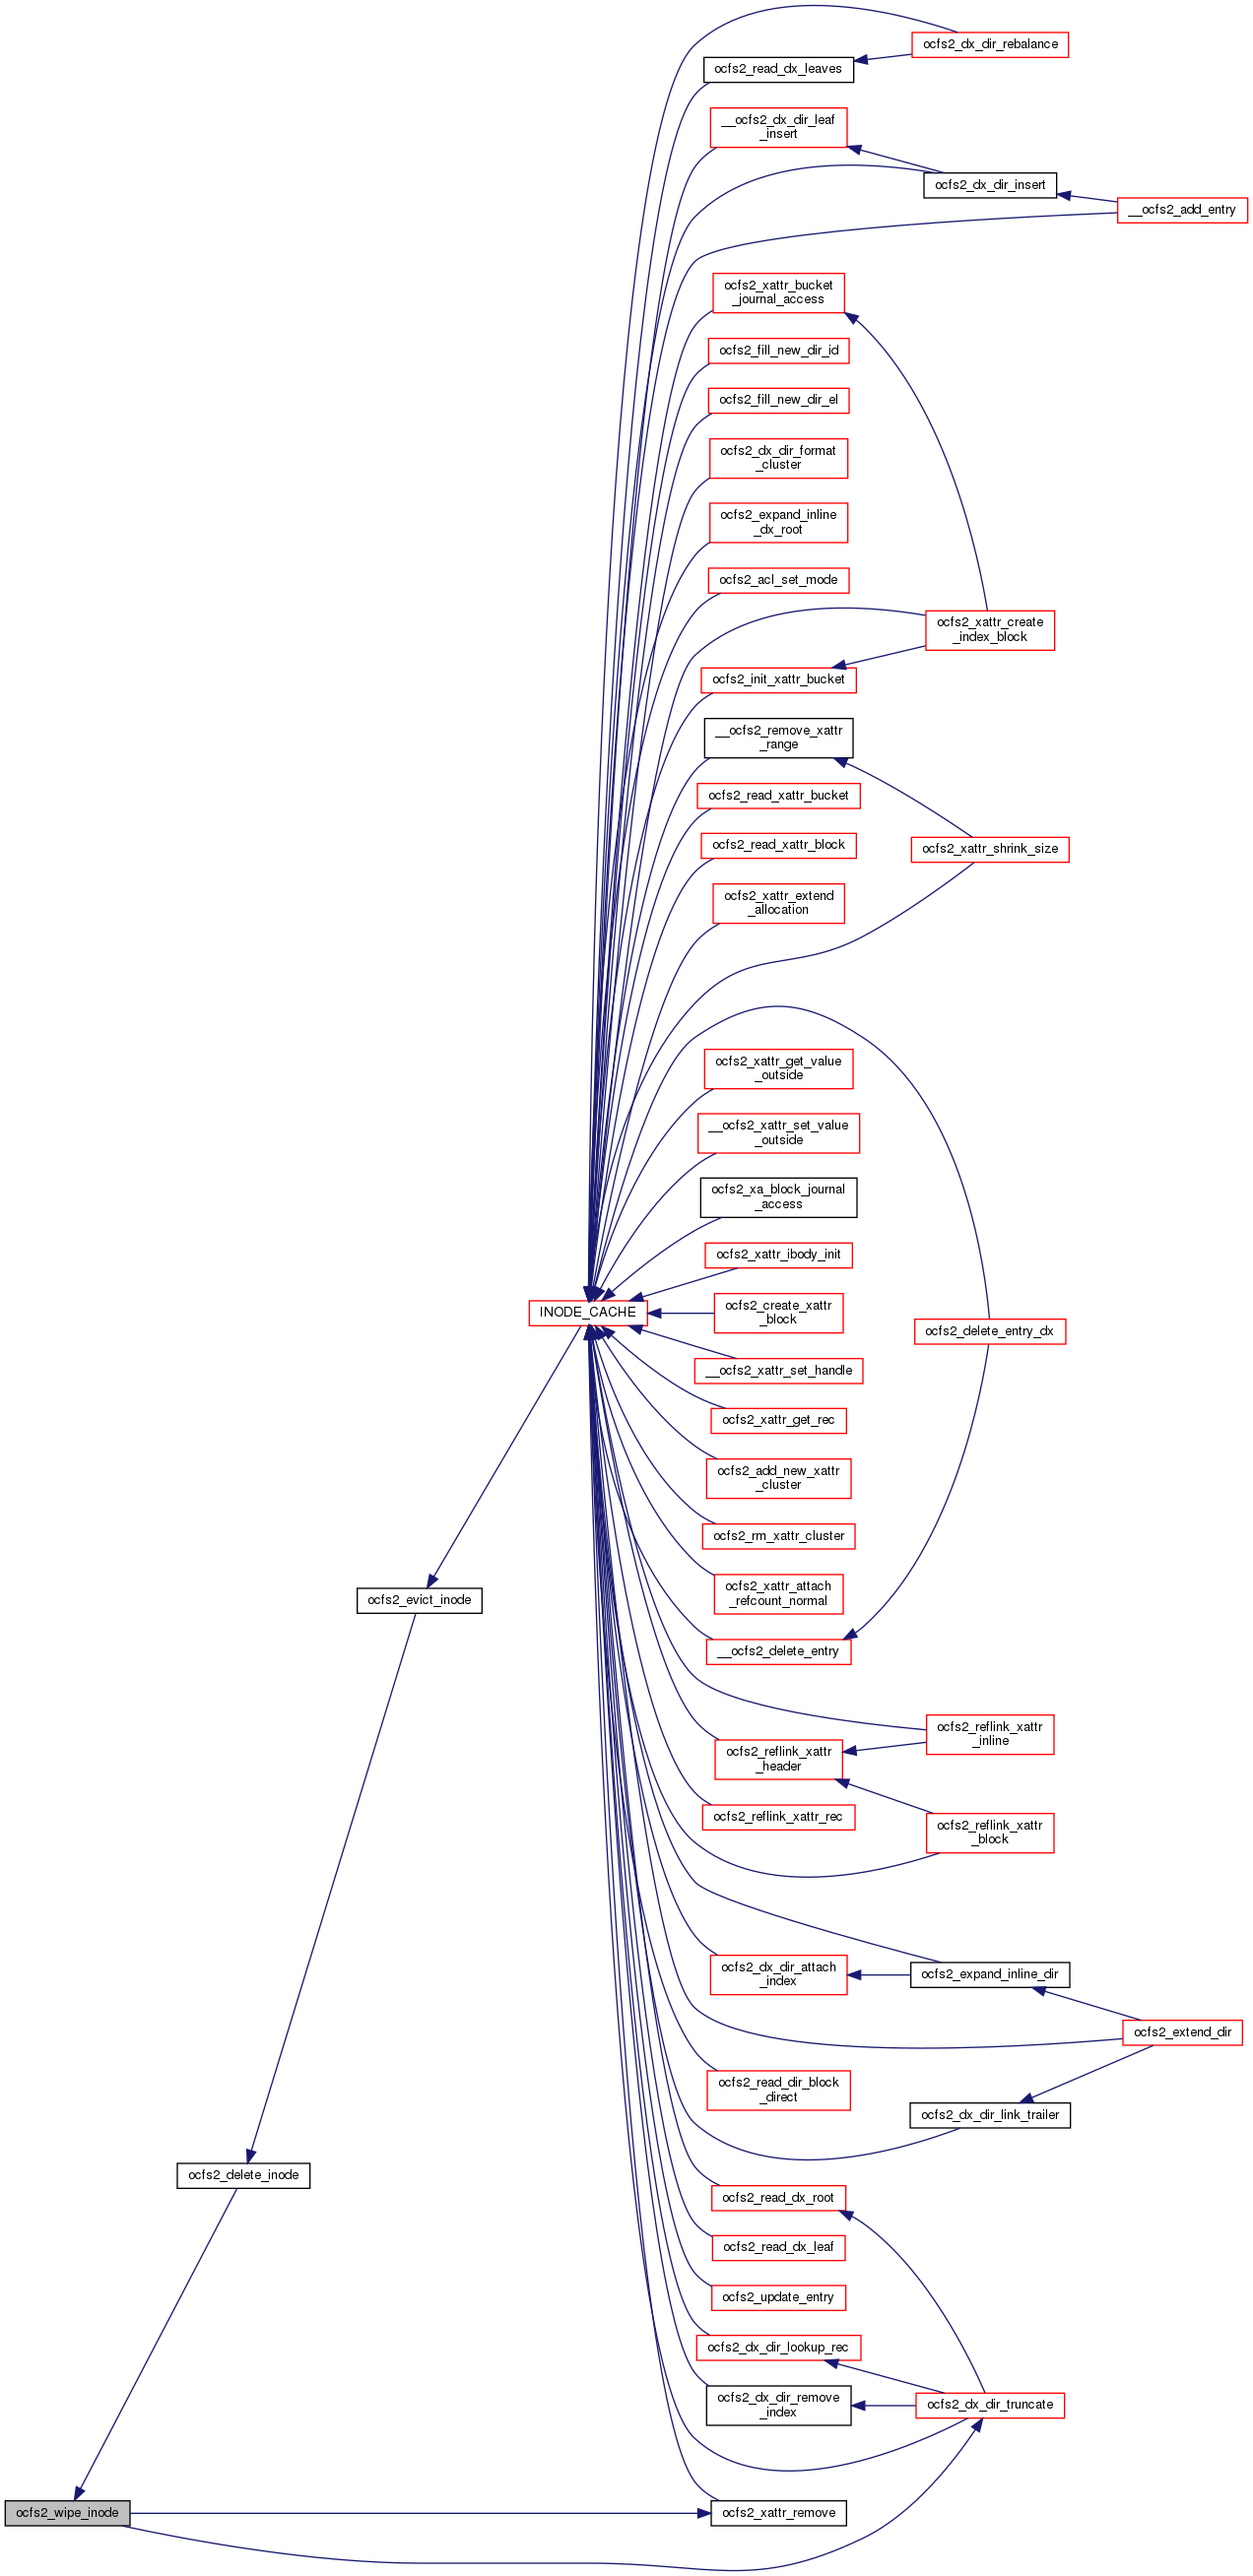 ocfs2_dx_dir_rebalance
ocfs2_read_dx_leaves
__ocfs2_dx_dir_leaf
_insert
ocfs2_dx_dir_insert
__ocfs2_add_entry
ocfs2_xattr_bucket
_journal_access
ocfs2_fill_new_dir_id
ocfs2_fill_new_dir_el
ocfs2_dx_dir_format
_cluster
ocfs2_expand_inline
_dx_root
ocfs2_acl_set_mode
ocfs2_xattr_create
_index_block
ocfs2_init_xattr_bucket
__ocfs2_remove_xattr
_range
ocfs2_read_xattr_bucket
ocfs2_read_xattr_block
ocfs2_xattr_shrink_size
ocfs2_xattr_extend
_allocation
ocfs2_xattr_get_value
_outside
__ocfs2_xattr_set_value
_outside
ocfs2_xa_block_journal
_access
ocfs2_xattr_ibody_init
INODE_CACHE
ocfs2_create_xattr
_block
ocfs2_delete_entry_dx
__ocfs2_xattr_set_handle
ocfs2_xattr_get_rec
ocfs2_add_new_xattr
_cluster
ocfs2_rm_xattr_cluster
ocfs2_xattr_attach
_refcount_normal
ocfs2_evict_inode
__ocfs2_delete_entry
ocfs2_reflink_xattr
_inline
ocfs2_reflink_xattr
_header
ocfs2_reflink_xattr_rec
ocfs2_reflink_xattr
_block
ocfs2_dx_dir_attach
_index
ocfs2_expand_inline_dir
ocfs2_extend_dir
ocfs2_read_dir_block
_direct
ocfs2_dx_dir_link_trailer
ocfs2_delete_inode
ocfs2_read_dx_root
ocfs2_read_dx_leaf
ocfs2_update_entry
ocfs2_dx_dir_lookup_rec
ocfs2_dx_dir_remove
_index
ocfs2_dx_dir_truncate
ocfs2_wipe_inode
ocfs2_xattr_remove